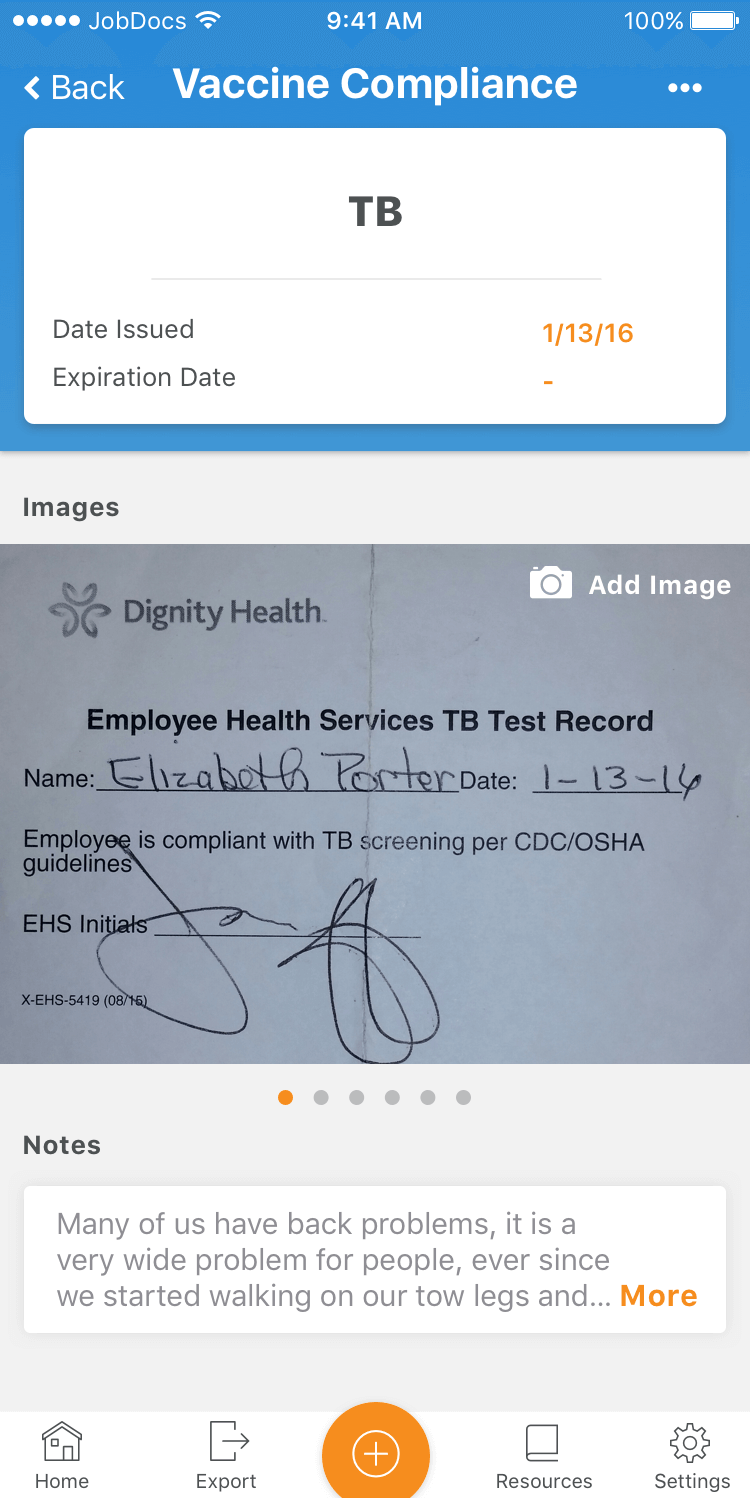 JobDocs 9:41 AM 100%
Back Vaccine Compliance
TB
Date Issued 1/13/16
Expiration Date -
Images
Add Image
Dignity Health.
Employee Health Services TB Test Record
Name: Elizabeth Porter Date: 1-13-16
Employee is compliant with TB screening per CDC/OSHA
guidelines
EHS Initials
X-EHS-5419 (08/15)
Notes
Many of us have back problems, it is a
very wide problem for people, ever since
we started walking on our tow legs and... More
Home Export Resources Settings